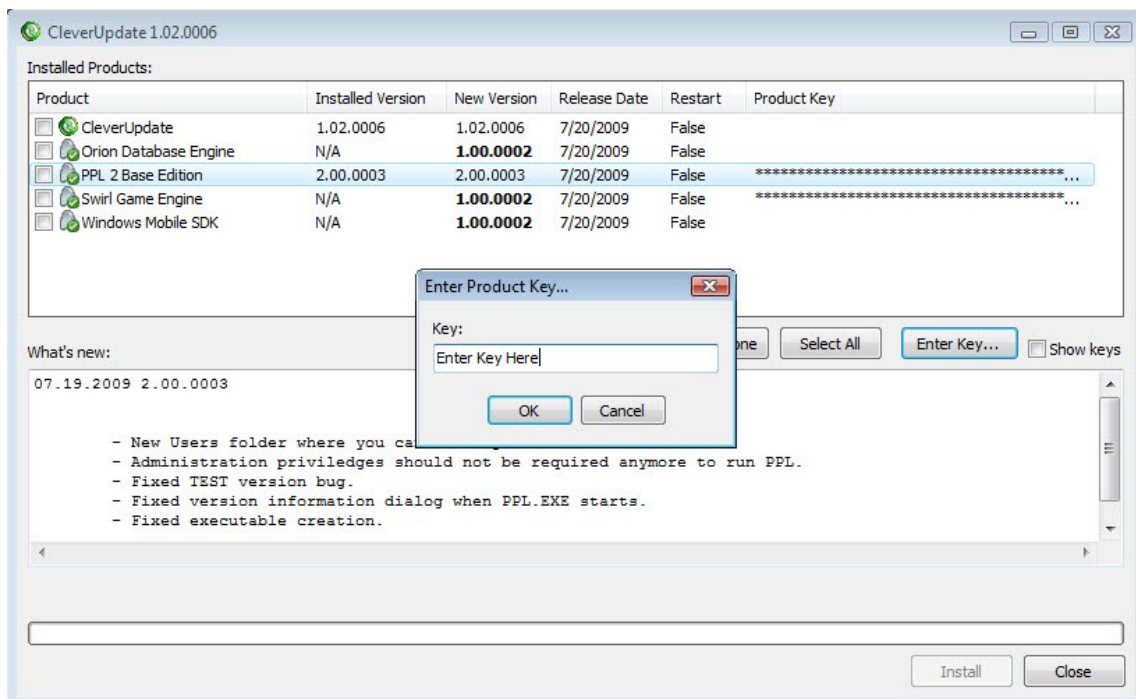 CleverUpdate 1.02.0006
Installed Products:
Product Installed Version New Version Release Date Restart Product Key
CleverUpdate 1.02.0006 1.02.0006 7/20/2009 False
Orion Database Engine N/A 1.00.0002 7/20/2009 False
PPL 2 Base Edition 2.00.0003 2.00.0003 7/20/2009 False *************************************...
Swirl Game Engine N/A 1.00.0002 7/20/2009 False *************************************...
Windows Mobile SDK N/A 1.00.0002 7/20/2009 False
Enter Product Key...
Key:
Enter Key Here
OK Cancel
What's new:
Select All Enter Key... Show keys
07.19.2009 2.00.0003
- New Users folder where you
- Administration priviledges should not be required anymore to run PPL.
- Fixed TEST version bug.
- Fixed version information dialog when PPL.EXE starts.
- Fixed executable creation.
Install Close